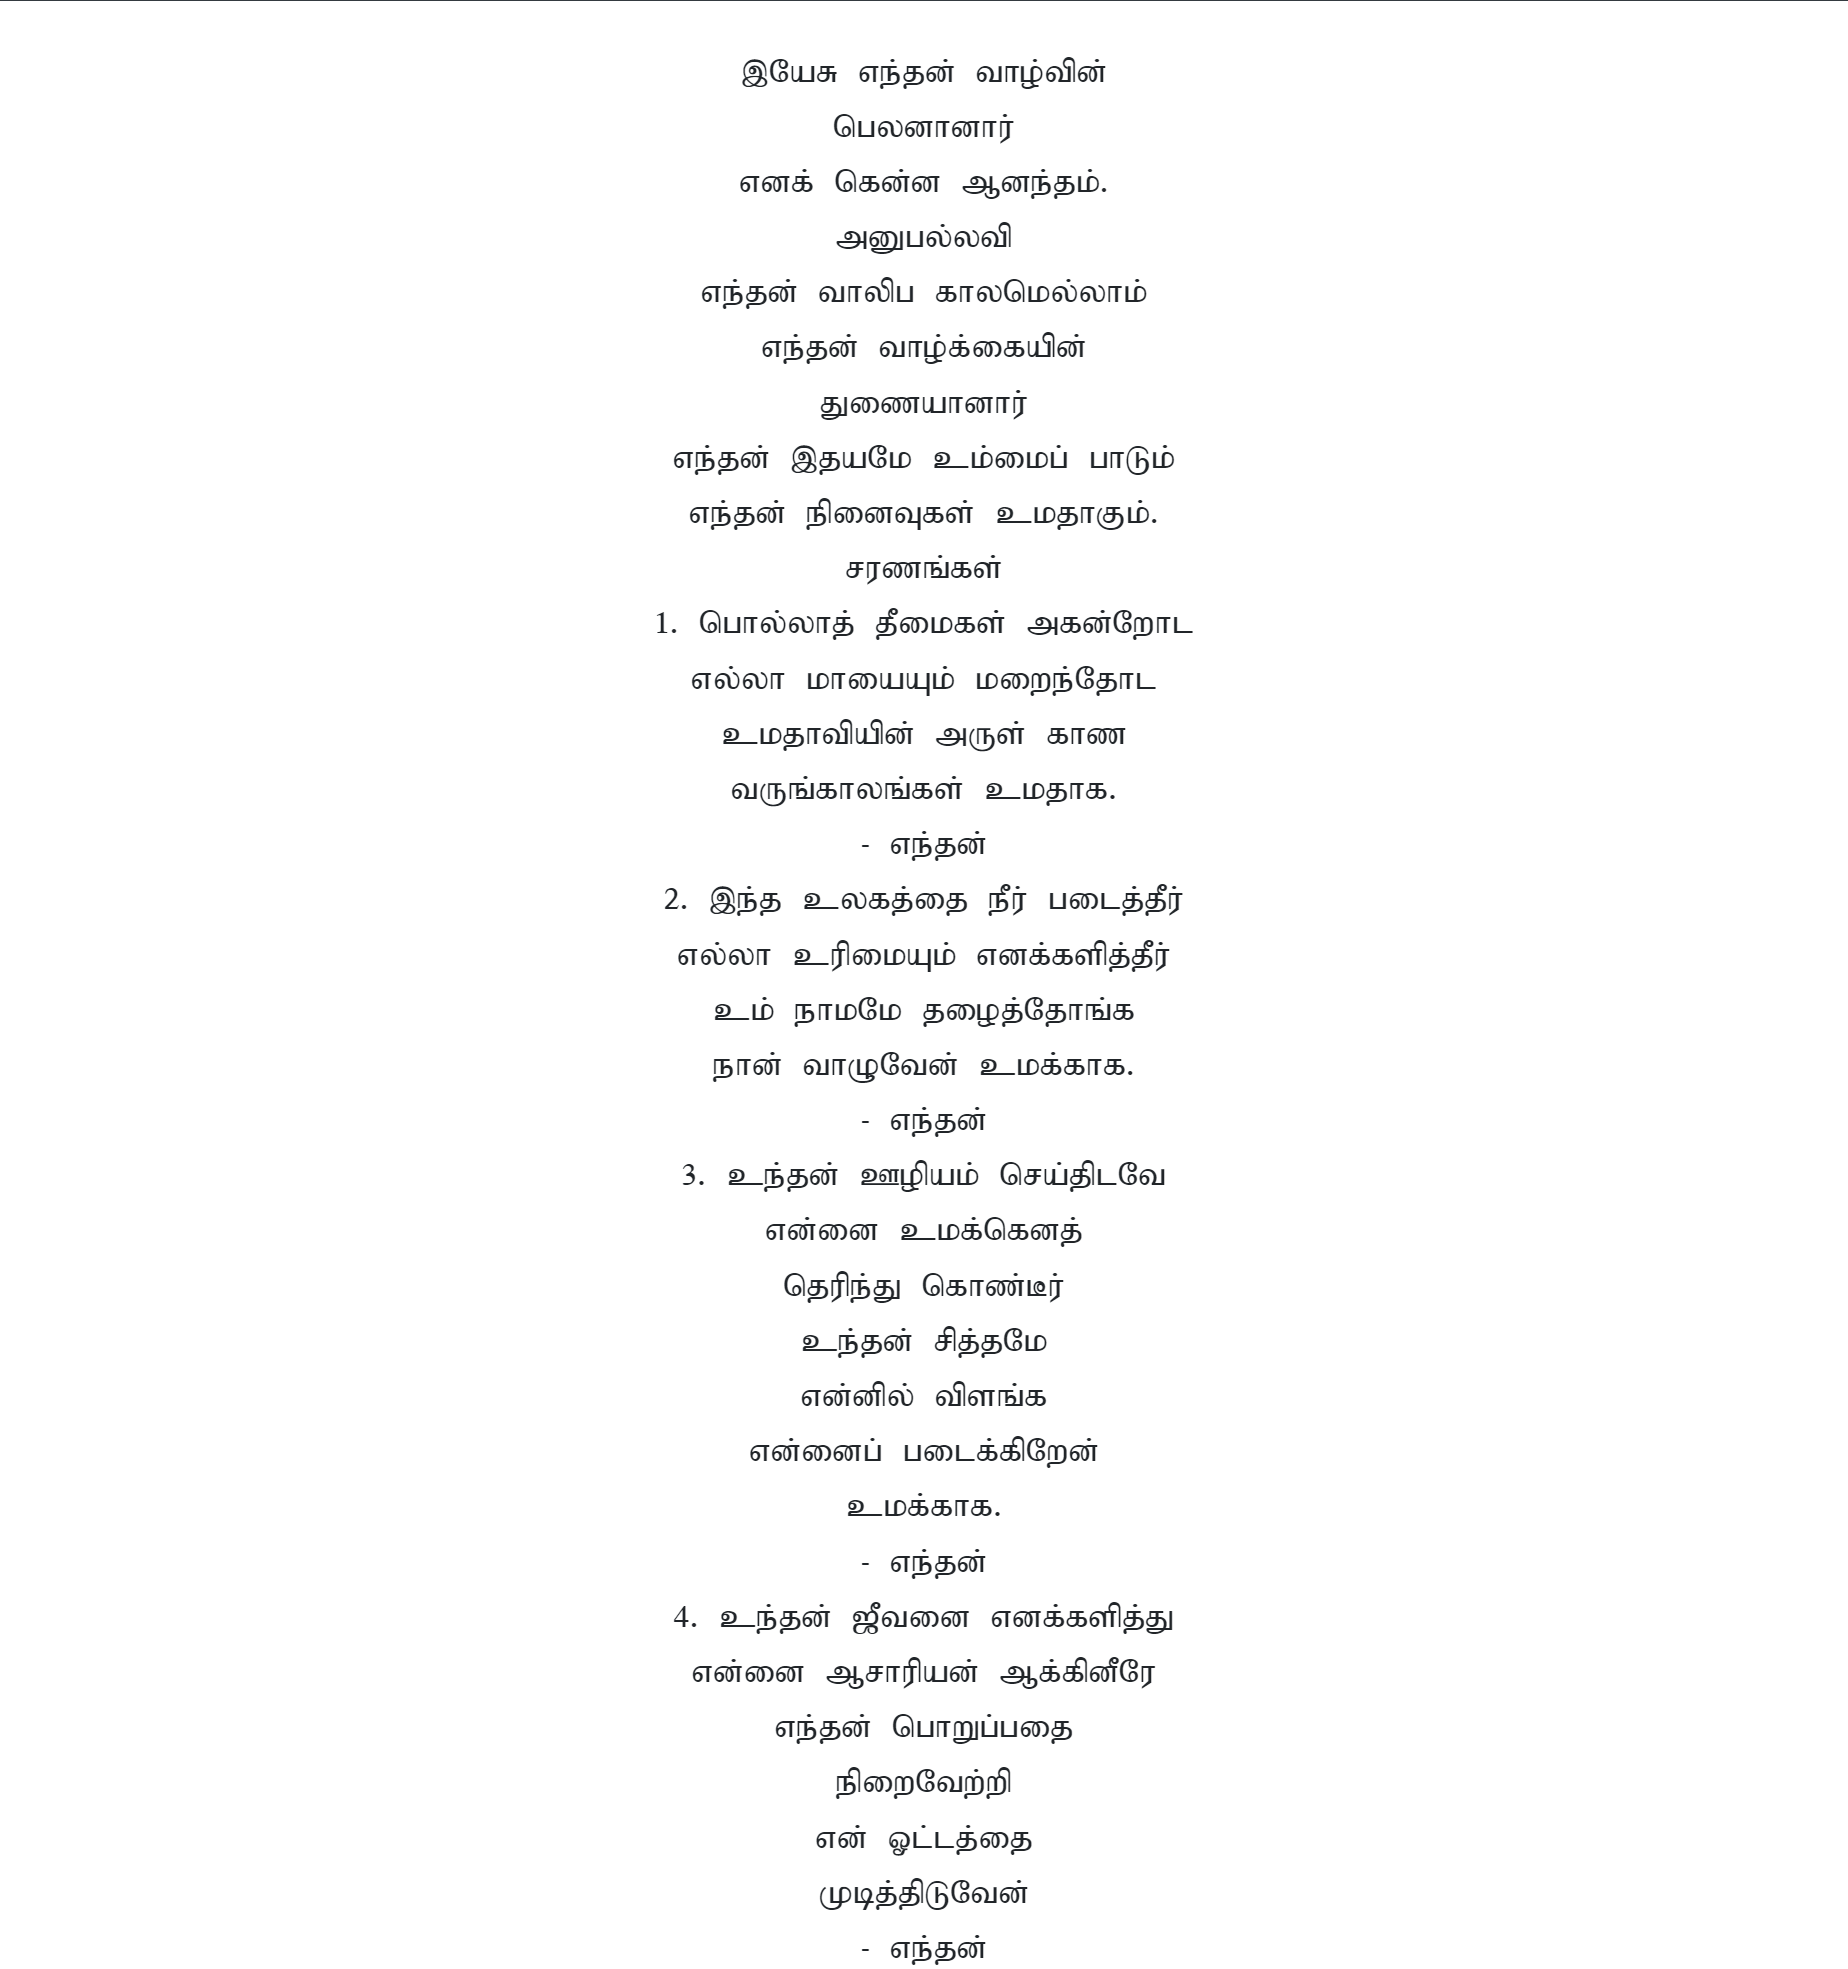 இயேசு எந்தன் வாழ்வின்
பெலனானார்
எனக் கென்ன ஆனந்தம்.
அனுபல்லவி
எந்தன் வாலிப காலமெல்லாம்
எந்தன் வாழ்க்கையின்
துணையானார்
எந்தன் இதயமே உம்மைப் பாடும்
எந்தன் நினைவுகள் உமதாகும்.
சரணங்கள்
1. பொல்லாத் தீமைகள் அகன்றோட
எல்லா மாயையும் மறைந்தோட
உமதாவியின் அருள் காண
வருங்காலங்கள் உமதாக.
- எந்தன்
2. இந்த உலகத்தை நீர் படைத்தீர்
எல்லா உரிமையும் எனக்களித்தீர்
உம் நாமமே தழைத்தோங்க
நான் வாழுவேன் உமக்காக.
- எந்தன்
3. உந்தன் ஊழியம் செய்திடவே
என்னை உமக்கெனத்
தெரிந்து கொண்டீர்
உந்தன் சித்தமே
என்னில் விளங்க
என்னைப் படைக்கிறேன்
உமக்காக.
- எந்தன்
4. உந்தன் ஜீவனை எனக்களித்து
என்னை ஆசாரியன் ஆக்கினீரே
எந்தன் பொறுப்பதை
நிறைவேற்றி
என் ஓட்டத்தை
முடித்திடுவேன்
- எந்தன்